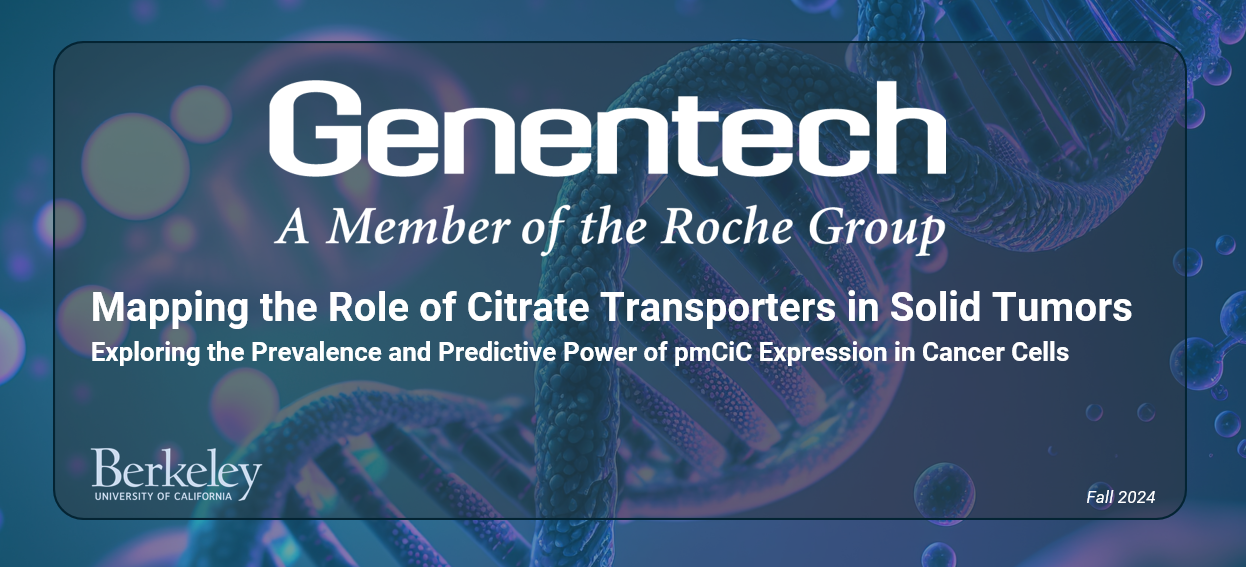 Genentech
A Member of the Roche Group
Mapping the Role of Citrate Transporters in Solid Tumors
Exploring the Prevalence and Predictive Power of pmCiC Expression in Cancer Cells
Berkeley
UNIVERSITY OF CALIFORNIA
Fall 2024